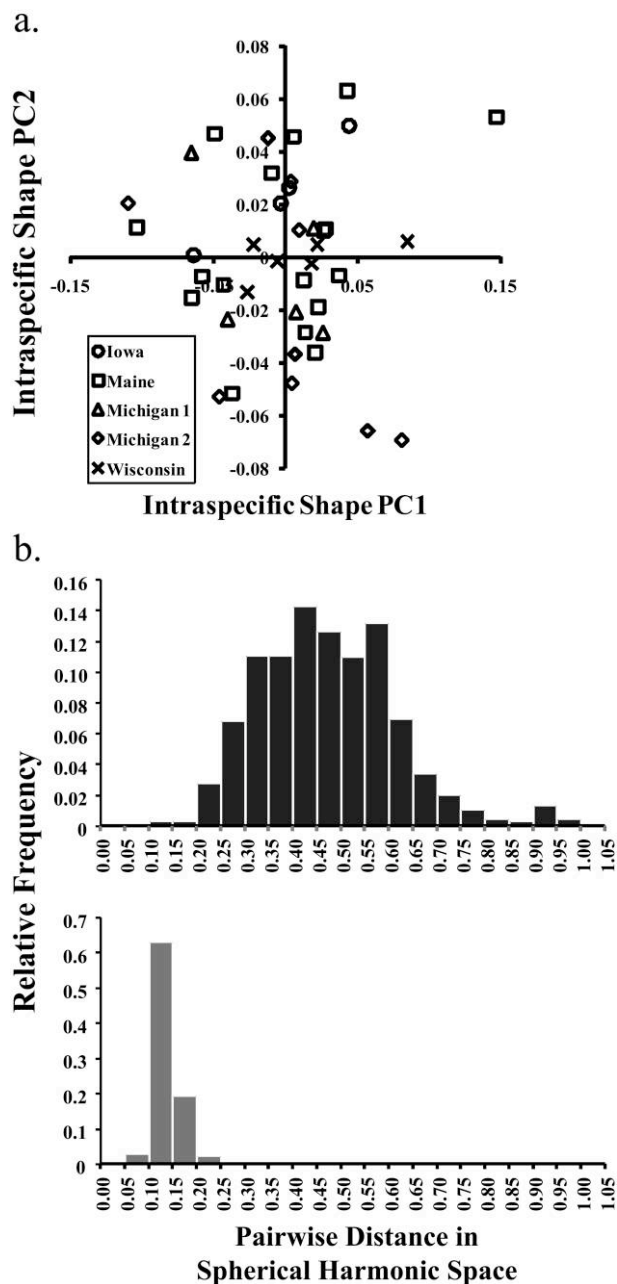 a.
Intraspecific Shape PC2
0.08
0.06
0.04
0.02
0
-0.15
0.05
0.15
-0.02
-0.04
-0.06
-0.08
Iowa
Maine
Michigan 1
Michigan 2
Wisconsin
Intraspecific Shape PC1
b.
Relative Frequency
0.16
0.14
0.12
0.10
0.08
0.06
0.04
0.02
0
0.00 0.05 0.10 0.15 0.20 0.25 0.30 0.35 0.40 0.45 0.50 0.55 0.60 0.65 0.70 0.75 0.80 0.85 0.90 0.95 1.00 1.05
0.7
0.6
0.5
0.4
0.3
0.2
0.1
0
0.00 0.05 0.10 0.15 0.20 0.25 0.30 0.35 0.40 0.45 0.50 0.55 0.60 0.65 0.70 0.75 0.80 0.85 0.90 0.95 1.00 1.05
Pairwise Distance in
Spherical Harmonic Space